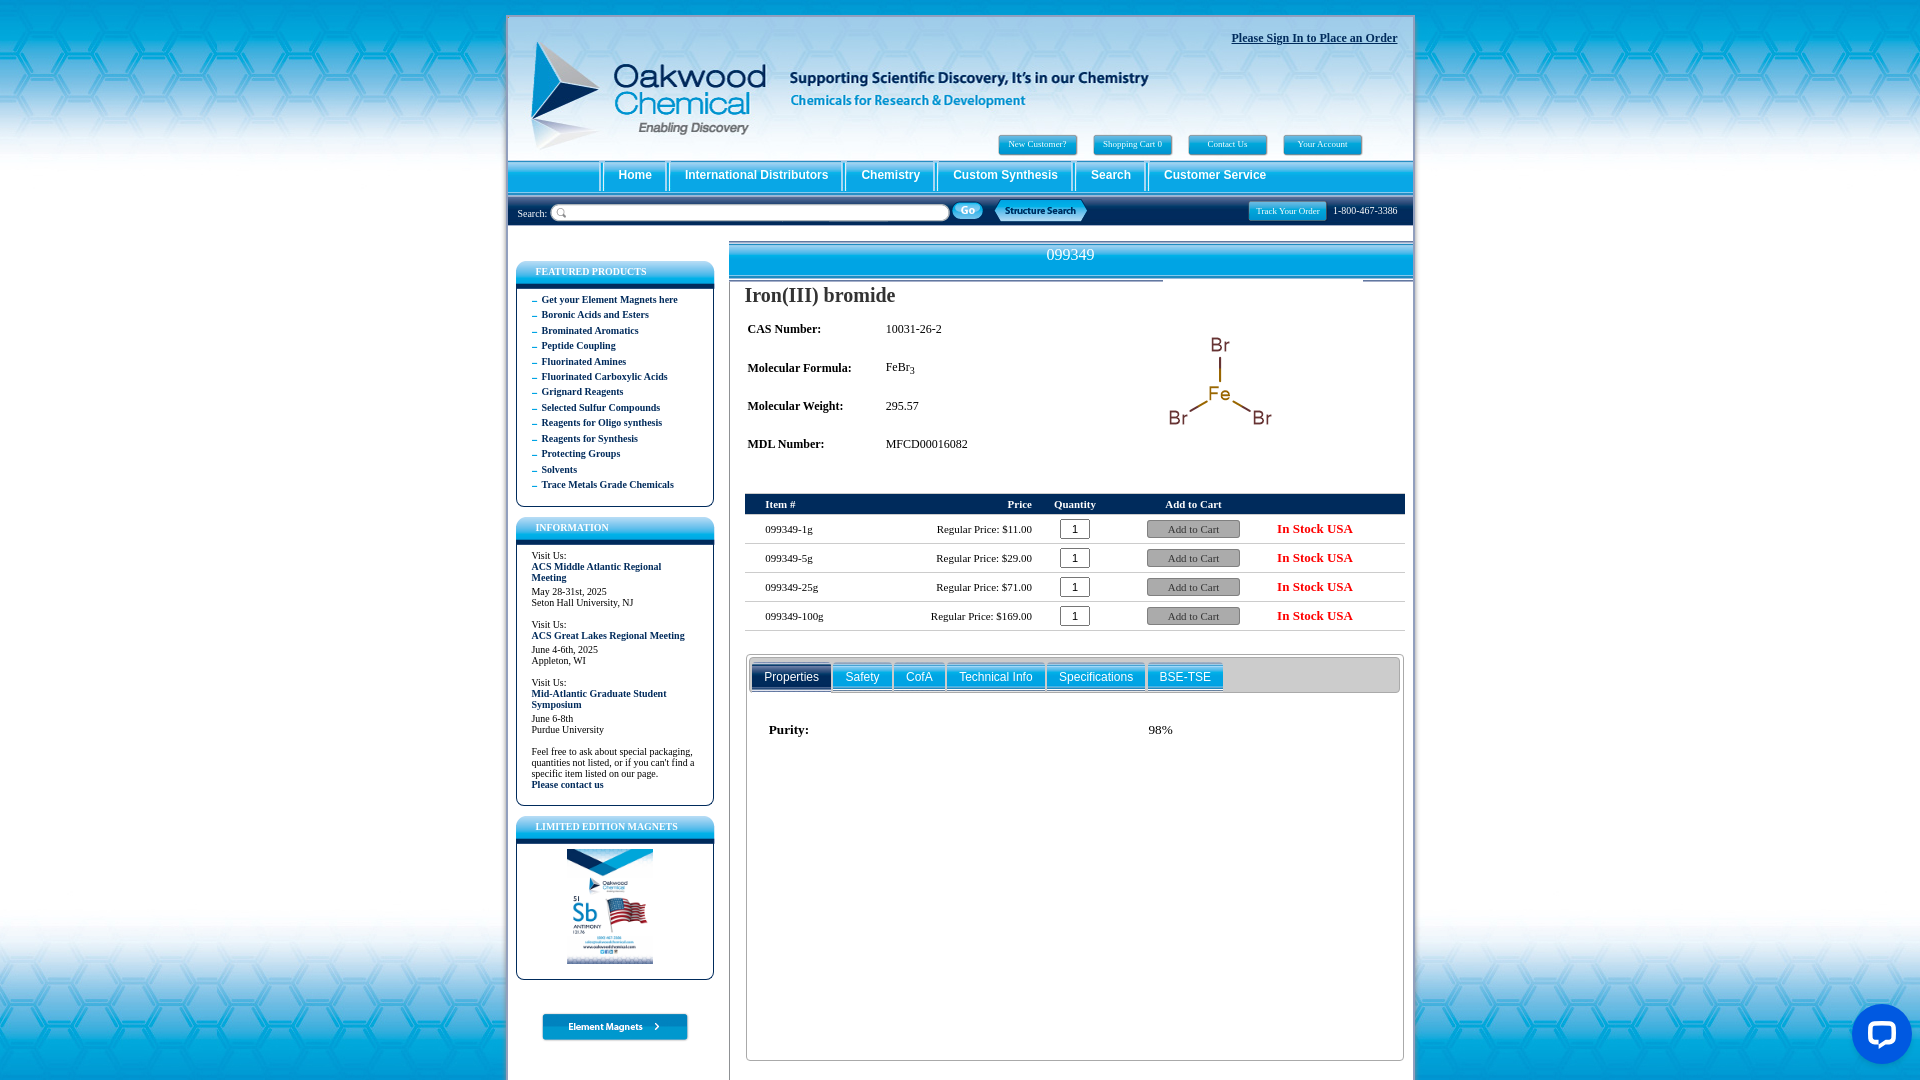 Please Sign In to Place an Order
Oakwood
Chemical
Enabling Discovery
Supporting Scientific Discovery, It's in our Chemistry
Chemicals for Research & Development
New Customer?
Shopping Cart 0
Contact Us
Your Account
Home
International Distributors
Chemistry
Custom Synthesis
Search
Customer Service
Search:
Go
Structure Search
Track Your Order
1-800-467-3386
FEATURED PRODUCTS
Get your Element Magnets here
Boronic Acids and Esters
Brominated Aromatics
Peptide Coupling
Fluorinated Amines
Fluorinated Carboxylic Acids
Grignard Reagents
Selected Sulfur Compounds
Reagents for Oligo synthesis
Reagents for Synthesis
Protecting Groups
Solvents
Trace Metals Grade Chemicals
INFORMATION
Visit Us:
ACS Middle Atlantic Regional
Meeting
May 28-31st, 2025
Seton Hall University, NJ
Visit Us:
ACS Great Lakes Regional Meeting
June 4-6th, 2025
Appleton, WI
Visit Us:
Mid-Atlantic Graduate Student
Symposium
June 6-8th
Purdue University
Feel free to ask about special packaging,
quantities not listed, or if you can't find a
specific item listed on our page.
Please contact us
LIMITED EDITION MAGNETS
Oakwood
Chemical
51
Sb
ANTIMONY
Element Magnets
099349
Iron(III) bromide
CAS Number: 10031-26-2
Molecular Formula: FeBr3
Molecular Weight: 295.57
MDL Number: MFCD00016082
Br
Fe
Br Br
Item # Price Quantity Add to Cart
099349-1g Regular Price: $11.00 1 Add to Cart In Stock USA
099349-5g Regular Price: $29.00 1 Add to Cart In Stock USA
099349-25g Regular Price: $71.00 1 Add to Cart In Stock USA
099349-100g Regular Price: $169.00 1 Add to Cart In Stock USA
Properties Safety CofA Technical Info Specifications BSE-TSE
Purity: 98%